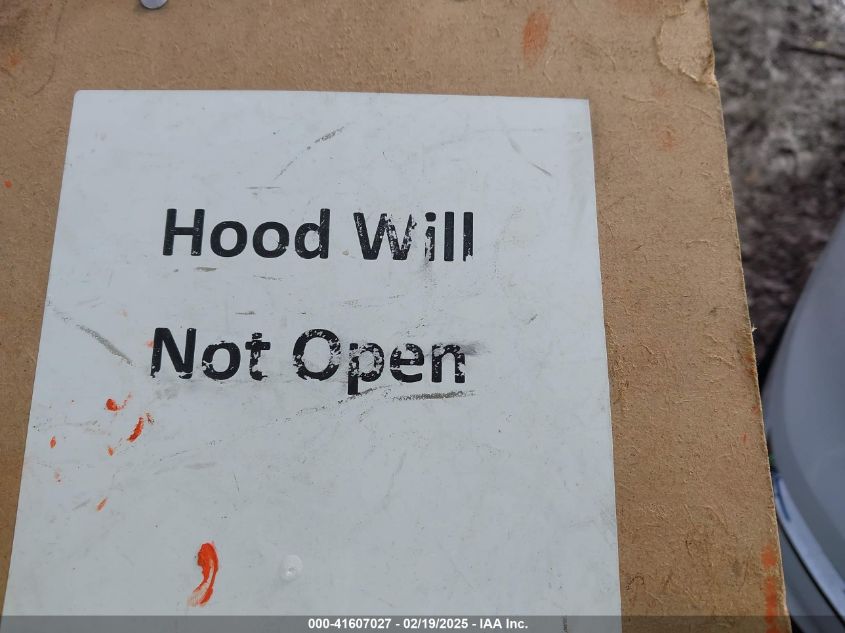 Hood Will
Not Open
000-41607027 - 02/19/2025 - IAA Inc.